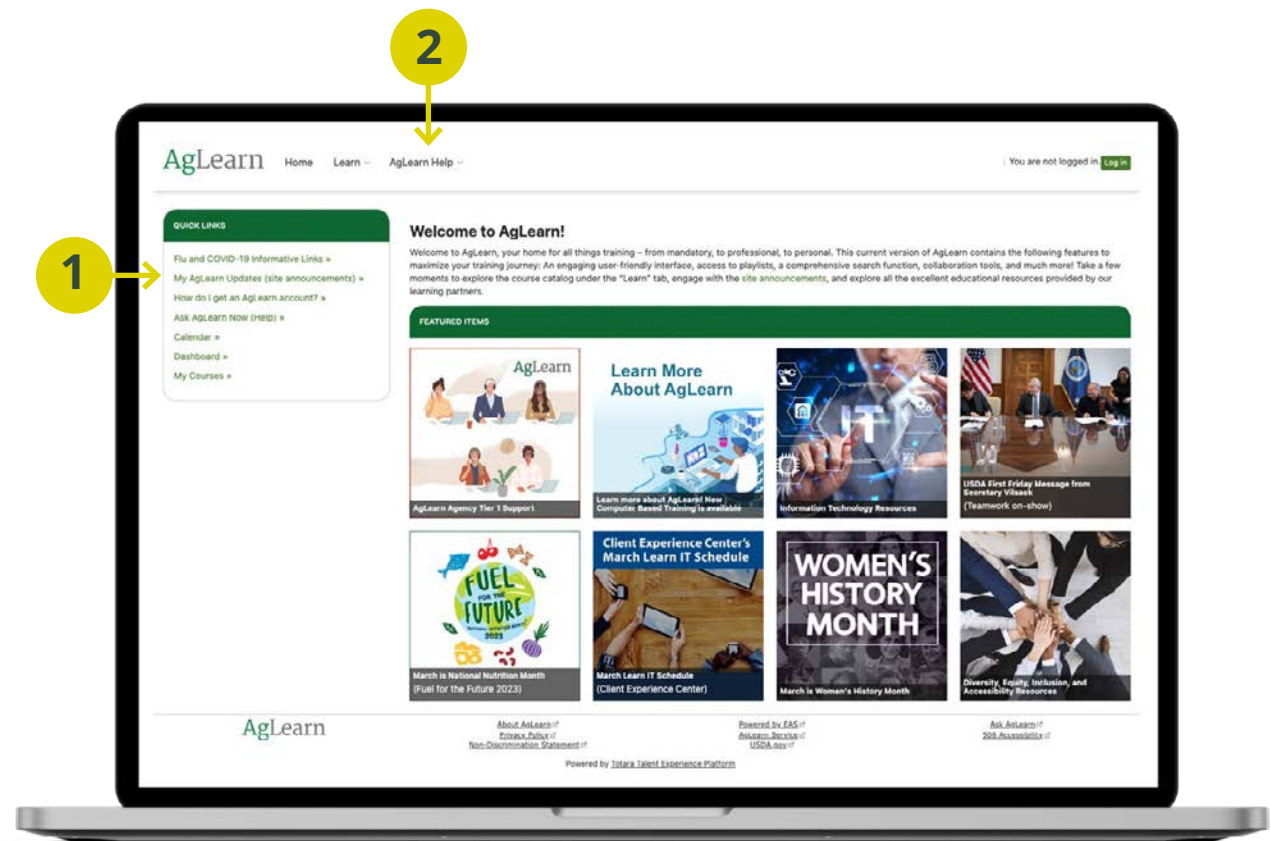 2
AgLearn Home Learn AgLearn Help
You are not logged in. Log in
1
QUICK LINKS
Flu and COVID-19 Informative Links »
My AgLearn Updates (site announcements) »
How do I get an AgLearn account? »
Ask AgLearn Now (Help) »
Calendar »
Dashboard »
My Courses »
Welcome to AgLearn!
Welcome to AgLearn, your home for all things training – from mandatory, to professional, to personal. This current version of AgLearn contains the following features to
maximize your training journey: An engaging user-friendly interface, access to playlists, a comprehensive search function, collaboration tools, and much more! Take a few
moments to explore the course catalog under the "Learn" tab, engage with the site announcements, and explore all the excellent educational resources provided by our
learning partners.
FEATURED ITEMS
AgLearn
AgLearn Agency Tier 1 Support
Learn More
About AgLearn
Learn more about AgLearn! New
Computer Based Training is available
IT
Information Technology Resources
USDA First Friday Message from
Secretary Vilsack
(Teamwork on-show)
FUEL
FOR THE
FUTURE
NATIONAL NUTRITION MONTH
2023
March is National Nutrition Month
(Fuel for the Future 2023)
Client Experience Center's
March Learn IT Schedule
March Learn IT Schedule
(Client Experience Center)
WOMEN'S
HISTORY
MONTH
March is Women's History Month
Diversity, Equity, Inclusion, and
Accessibility Resources
AgLearn
About AgLearn
Privacy Policy
Non-Discrimination Statement
Powered by EAS
AgLearn Service
USDA.gov
Ask AgLearn
508 Accessibility
Powered by Totara Talent Experience Platform